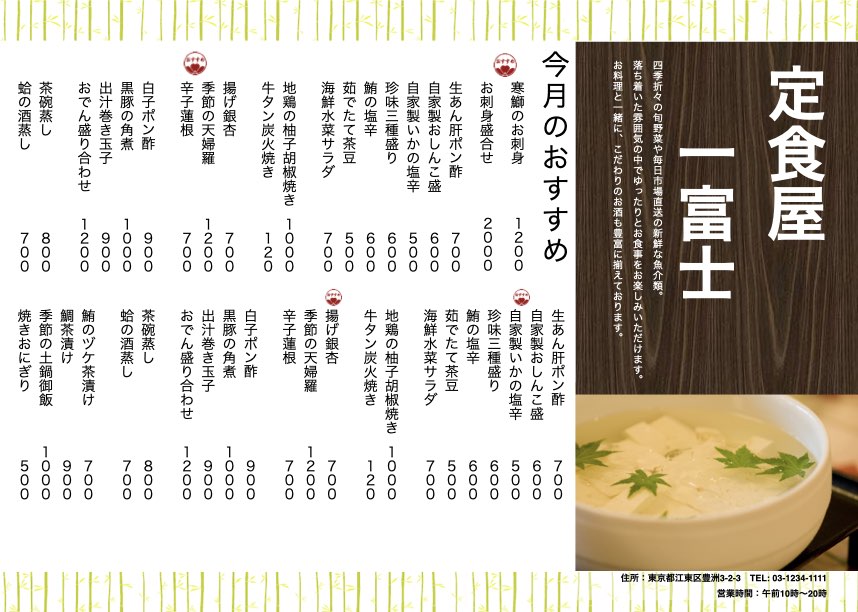 定食屋
一富士
四季折々の旬野菜や毎日市場直送の新鮮な魚介類。
落ち着いた雰囲気の中でゆったりとお食事をお楽しみいただけます。
お料理と一緒に、こだわりのお酒も豊富に揃えております。
今月のおすすめ
寒鰤のお刺身 1200
おすすめ
お刺身盛合せ 2000
生あん肝ポン酢 700
自家製おしんこ盛 600
自家製いかの塩辛 500
珍味三種盛り 600
鮪の塩辛 600
茹でたて茶豆 500
海鮮水菜サラダ 700
地鶏の柚子胡椒焼き 1000
牛タン炭火焼き 120
揚げ銀杏 700
季節の天婦羅 1200
おすすめ
辛子蓮根 700
白子ポン酢 900
黒豚の角煮 1000
出汁巻き玉子 900
おでん盛り合わせ 1200
茶碗蒸し 800
蛤の酒蒸し 700
生あん肝ポン酢 700
自家製おしんこ盛 600
おすすめ
自家製いかの塩辛 500
珍味三種盛り 600
鮪の塩辛 600
茹でたて茶豆 500
海鮮水菜サラダ 700
地鶏の柚子胡椒焼き 1000
牛タン炭火焼き 120
おすすめ
揚げ銀杏 700
季節の天婦羅 1200
辛子蓮根 700
白子ポン酢 900
黒豚の角煮 1000
出汁巻き玉子 900
おでん盛り合わせ 1200
茶碗蒸し 800
蛤の酒蒸し 700
鮪のヅケ茶漬け 700
鯛茶漬け 900
季節の土鍋御飯 1000
焼きおにぎり 500
住所：東京都江東区豊洲3-2-3 TEL: 03-1234-1111
営業時間：午前10時〜20時